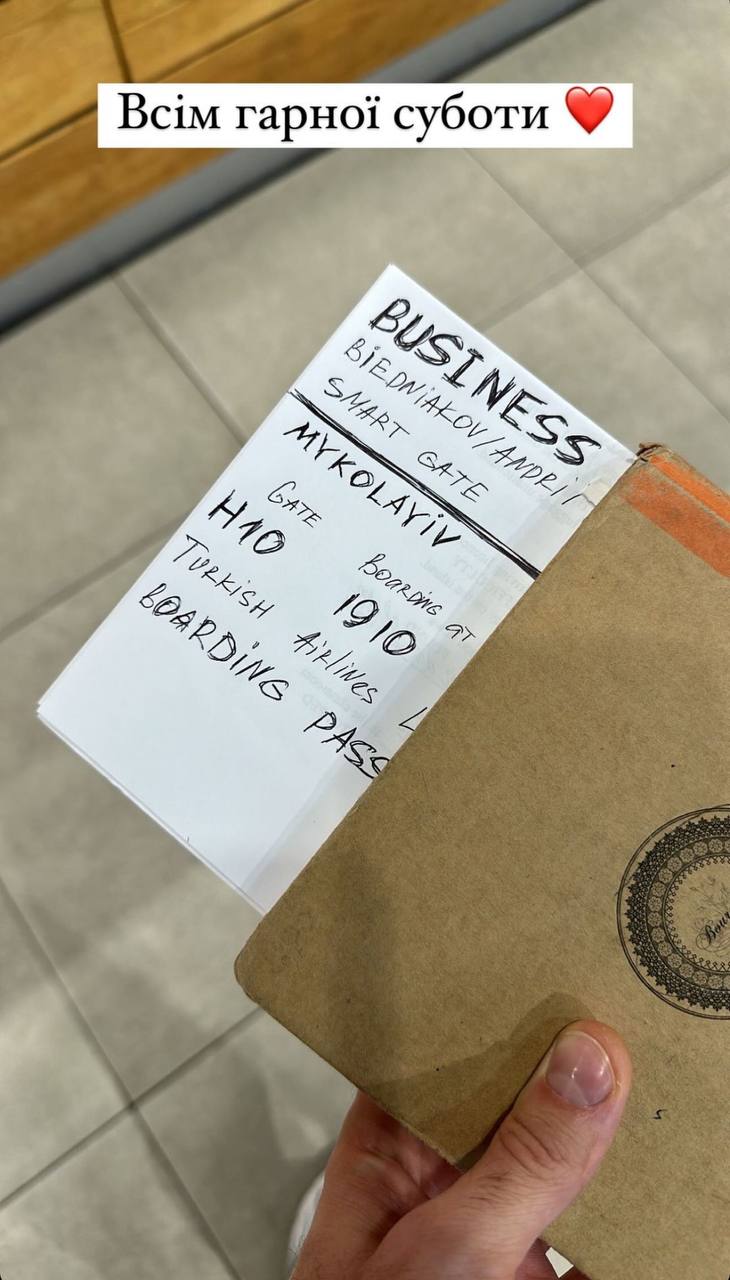 Всім гарної суботи ❤️
BUSINESS
BIEDNIAKOV/ANDRII
SMART GATE
MYKOLAYIV
GATE
H10
BOARDING AT
1910
TURKISH AIRLINES
BOARDING PASS